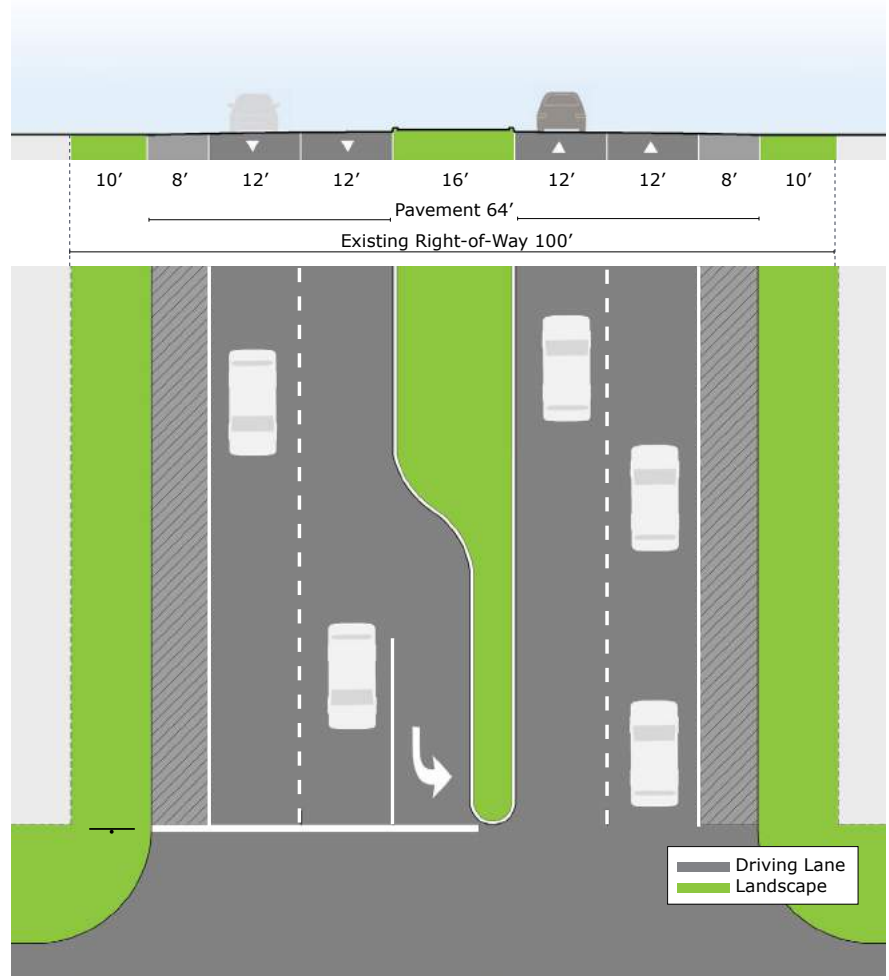 10’ 8’ 12’ 12’ 16’ 12’ 12’ 8’ 10’
Pavement 64’
Existing Right-of-Way 100’
Driving Lane
Landscape